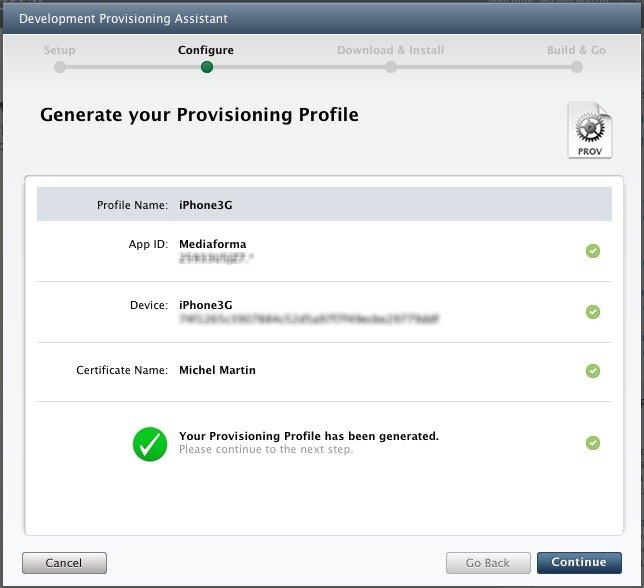 Development Provisioning Assistant
Setup
Configure
Download & Install
Build & Go
Generate your Provisioning Profile
PROV
Profile Name: iPhone3G
App ID: Mediaforma
Device: iPhone3G
Certificate Name: Michel Martin
Your Provisioning Profile has been generated.
Please continue to the next step.
Cancel
Go Back
Continue